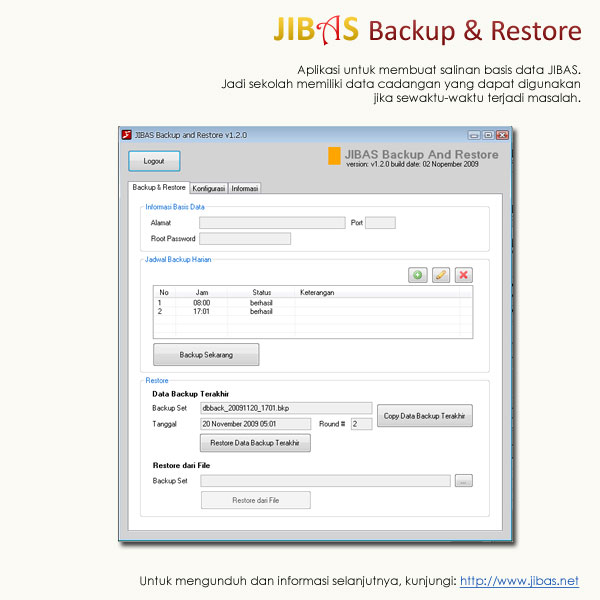 JIBAS Backup & Restore
Aplikasi untuk membuat salinan basis data JIBAS.
Jadi sekolah memiliki data cadangan yang dapat digunakan
jika sewaktu-waktu terjadi masalah.
JIBAS Backup and Restore v1.2.0
Logout
JIBAS Backup And Restore
version: v1.2.0 build date: 02 Nopember 2009
Backup & Restore Konfigurasi Informasi
Informasi Basis Data
Alamat Port
Root Password
Jadwal Backup Harian
No Jam Status Keterangan
1 08:00 berhasil
2 17:01 berhasil
Backup Sekarang
Restore
Data Backup Terakhir
Backup Set dbback_20091120_1701.bkp
Copy Data Backup Terakhir
Tanggal 20 November 2009 05:01 Round # 2
Restore Data Backup Terakhir
Restore dari File
Backup Set ...
Restore dari File
Untuk mengunduh dan informasi selanjutnya, kunjungi: http://www.jibas.net